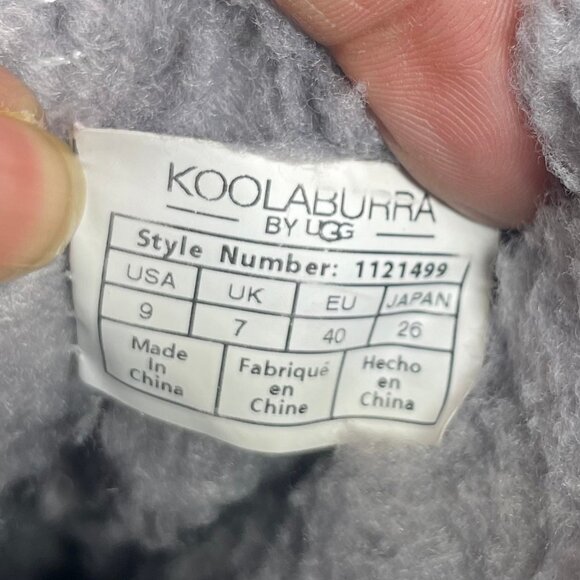 KOOLABURRA
BY UGG
Style Number: 1121499
USA UK EU JAPAN
9 7 40 26
Made in China
Fabriqué en Chine
Hecho en China